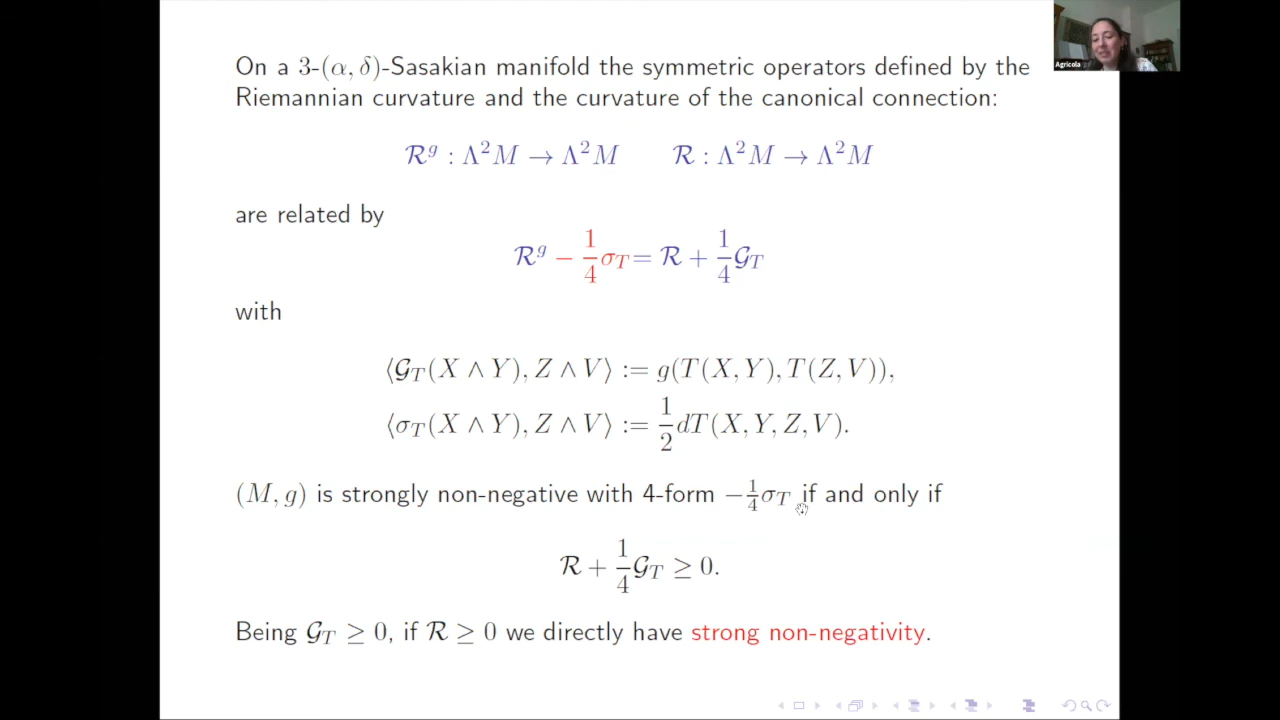 Agricola
On a 3-(α, δ)-Sasakian manifold the symmetric operators defined by the
Riemannian curvature and the curvature of the canonical connection:
ℛ^g : Λ²M → Λ²M    ℛ : Λ²M → Λ²M
are related by
ℛ^g − 1/4 σ_T = ℛ + 1/4 𝒢_T
with
⟨𝒢_T(X ∧ Y), Z ∧ V⟩ := g(T(X, Y), T(Z, V)),
⟨σ_T(X ∧ Y), Z ∧ V⟩ := 1/2 dT(X, Y, Z, V).
(M, g) is strongly non-negative with 4-form −1/4 σ_T if and only if
ℛ + 1/4 𝒢_T ≥ 0.
Being 𝒢_T ≥ 0, if ℛ ≥ 0 we directly have strong non-negativity.